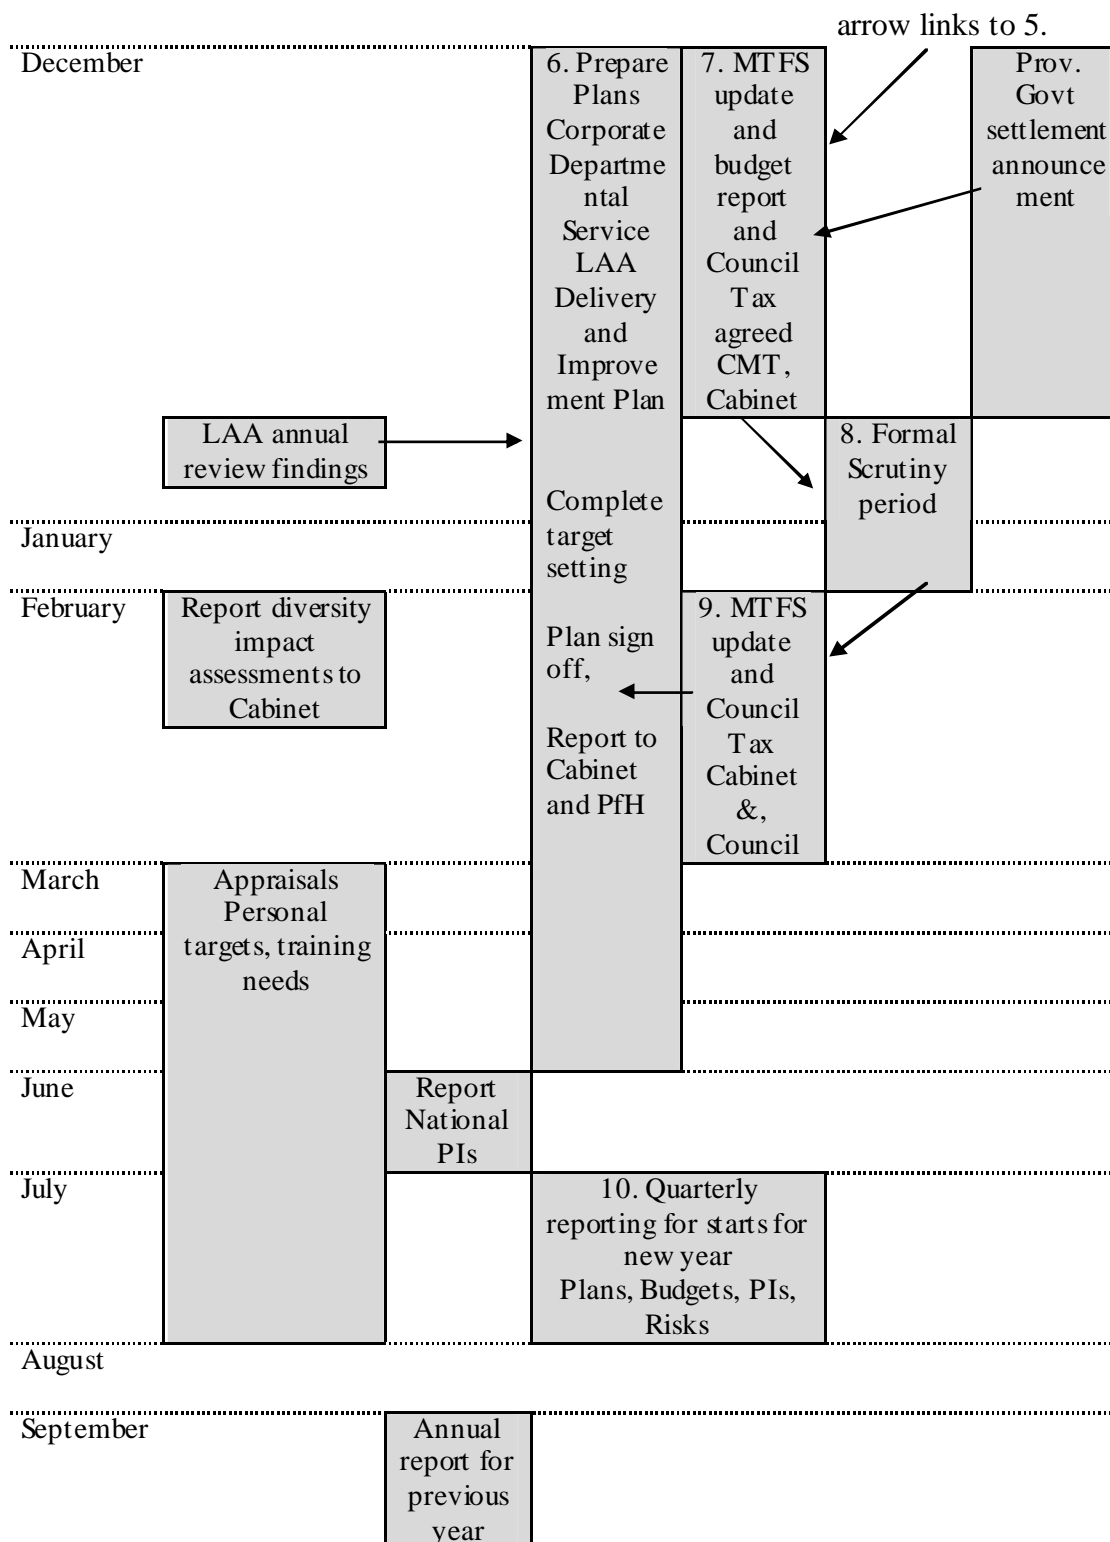 arrow links to 5.
December
6. Prepare
Plans
Corporate
Departme
ntal
Service
LAA
Delivery
and
Improve
ment Plan
7. MTFS
update
and
budget
report
and
Council
Tax
agreed
CMT,
Cabinet
Prov.
Govt
settlement
announce
ment
LAA annual
review findings
8. Formal
Scrutiny
period
Complete
target
setting
January
February
Report diversity
impact
assessments to
Cabinet
Plan sign
off,
Report to
Cabinet
and PfH
9. MTFS
update
and
Council
Tax
Cabinet
&,
Council
March
Appraisals
Personal
targets, training
needs
April
May
June
Report
National
PIs
July
10. Quarterly
reporting for starts for
new year
Plans, Budgets, PIs,
Risks
August
September
Annual
report for
previous
year